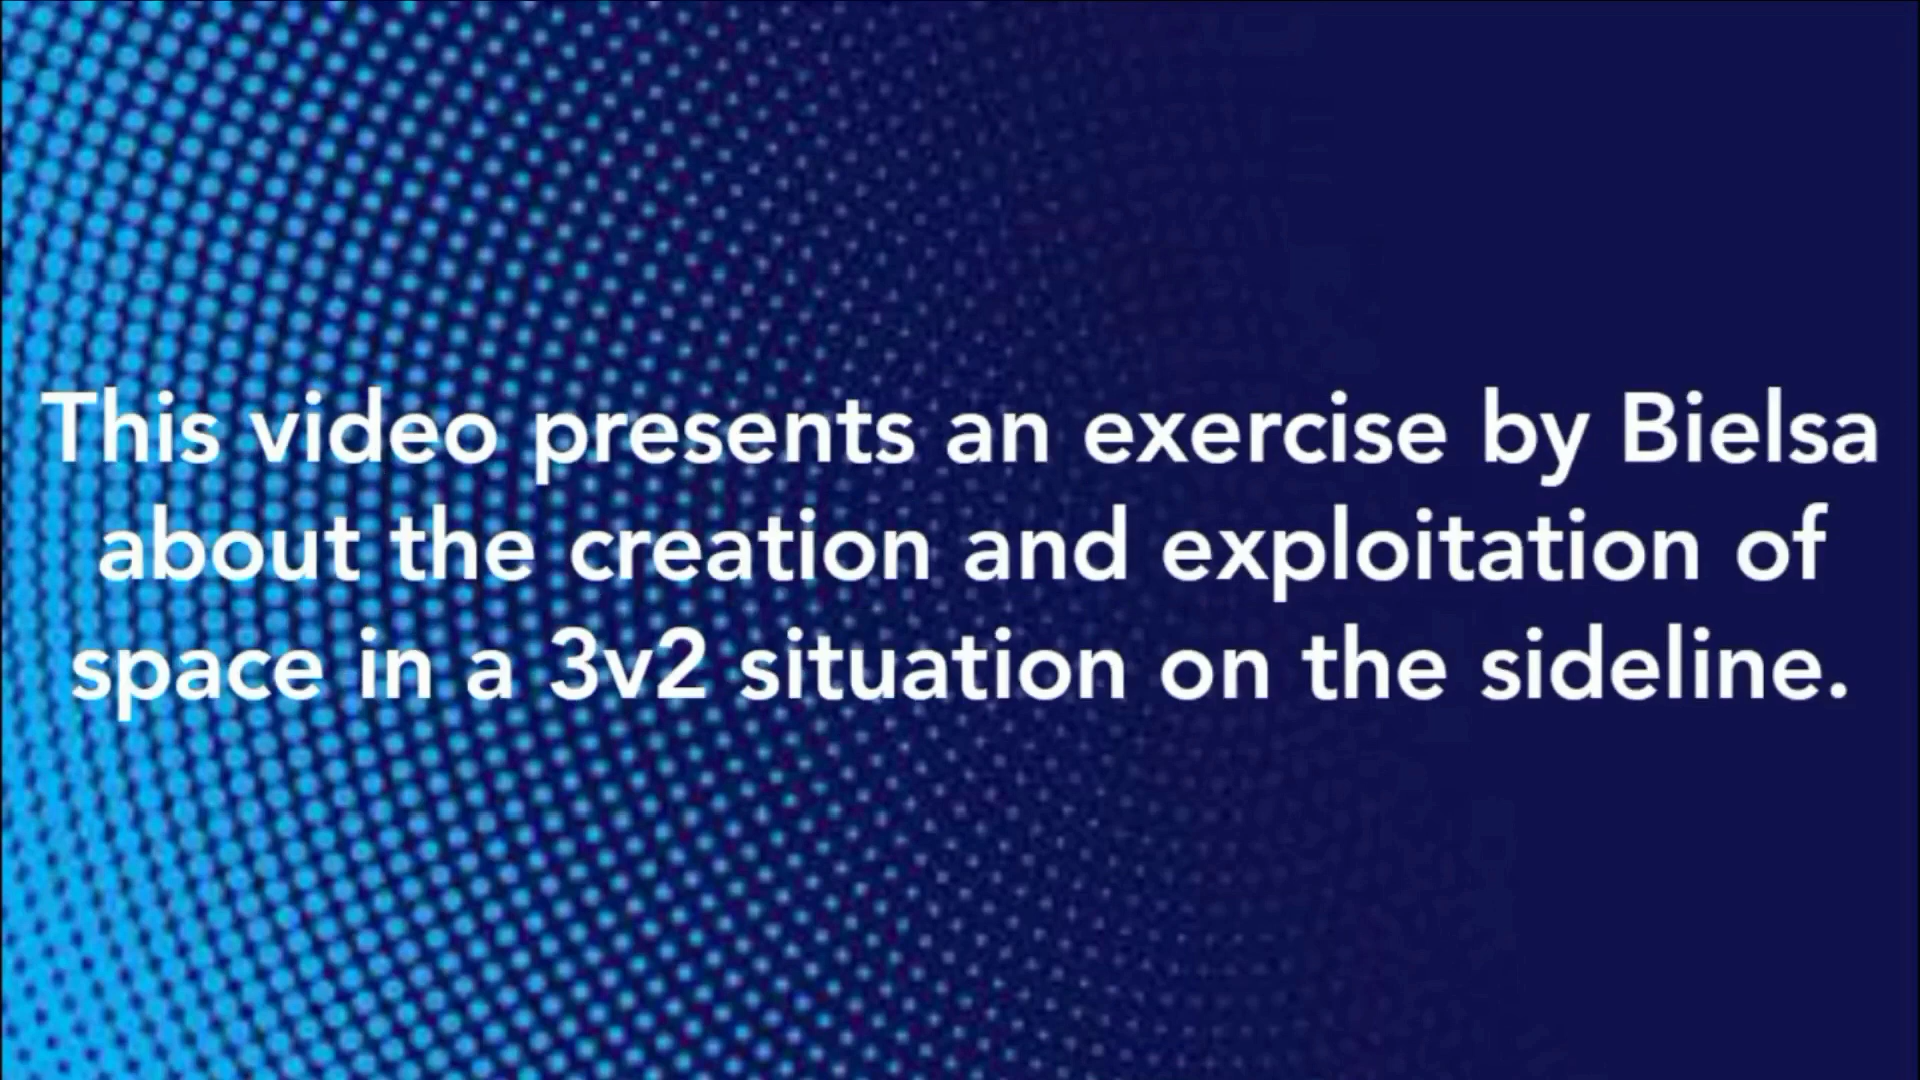 This video presents an exercise by Bielsa
about the creation and exploitation of
space in a 3v2 situation on the sideline.